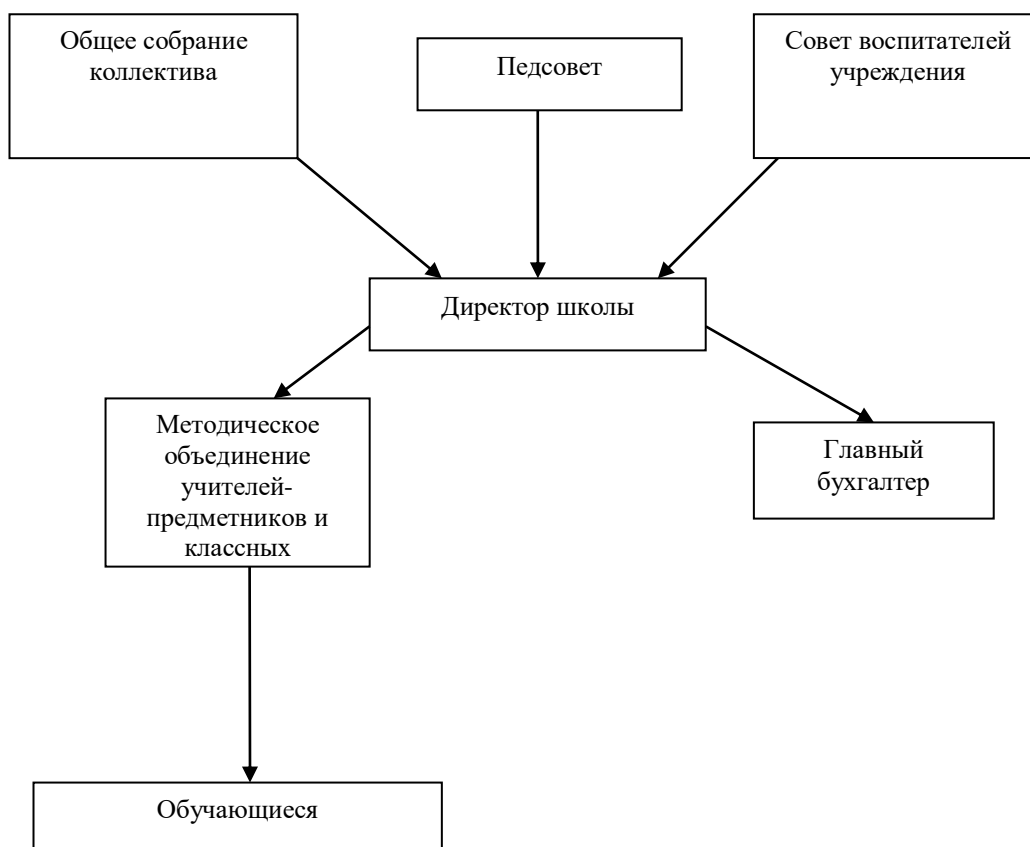 Общее собрание
коллектива
Педсовет
Совет воспитателей
учреждения
Директор школы
Методическое
объединение
учителей-
предметников и
классных
Главный
бухгалтер
Обучающиеся